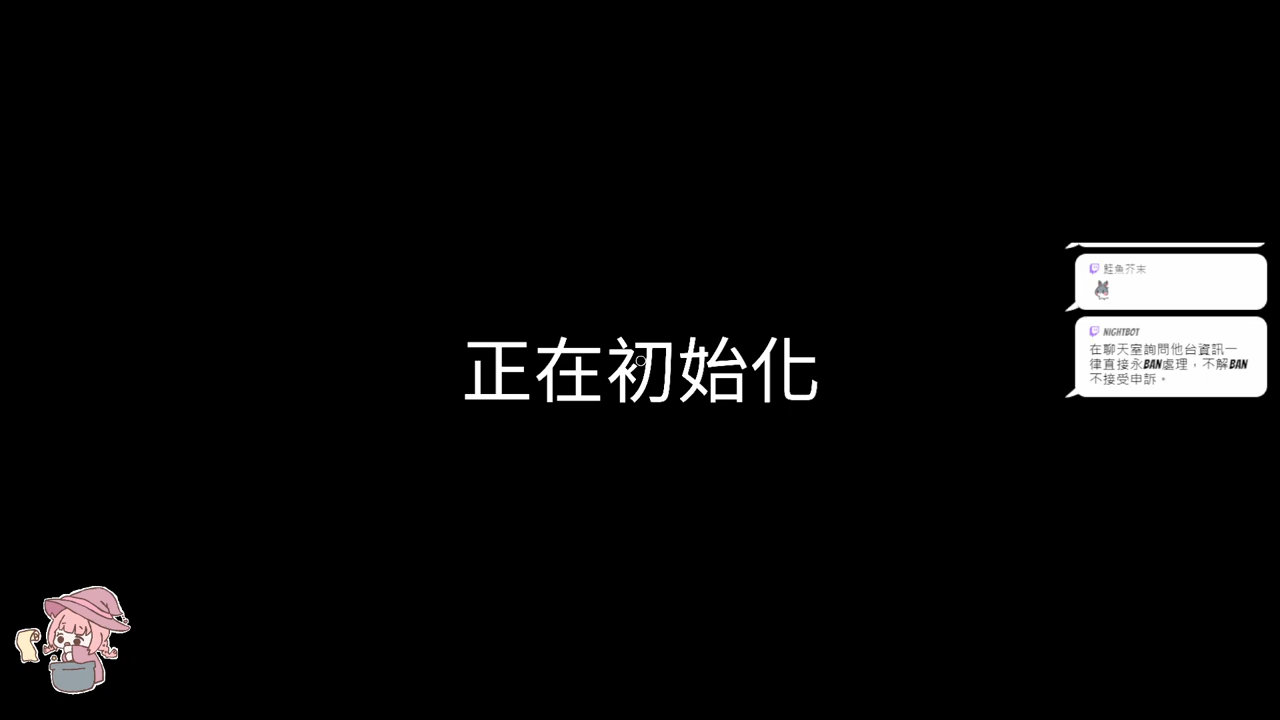 正在初始化
鮭魚芥末
NIGHTBOT
在聊天室詢問他台資訊一
律直接永BAN處理，不解BAN
不接受申訴。